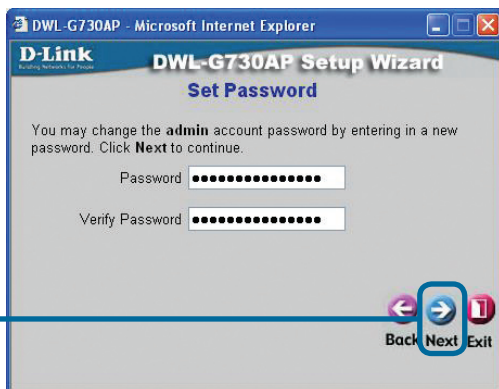 DWL-G730AP - Microsoft Internet Explorer
D-Link
Building Networks for People
DWL-G730AP Setup Wizard
Set Password
You may change the admin account password by entering in a new
password. Click Next to continue.
Password ●●●●●●●●●●●●●●●
Verify Password ●●●●●●●●●●●●●●●
Back Next Exit